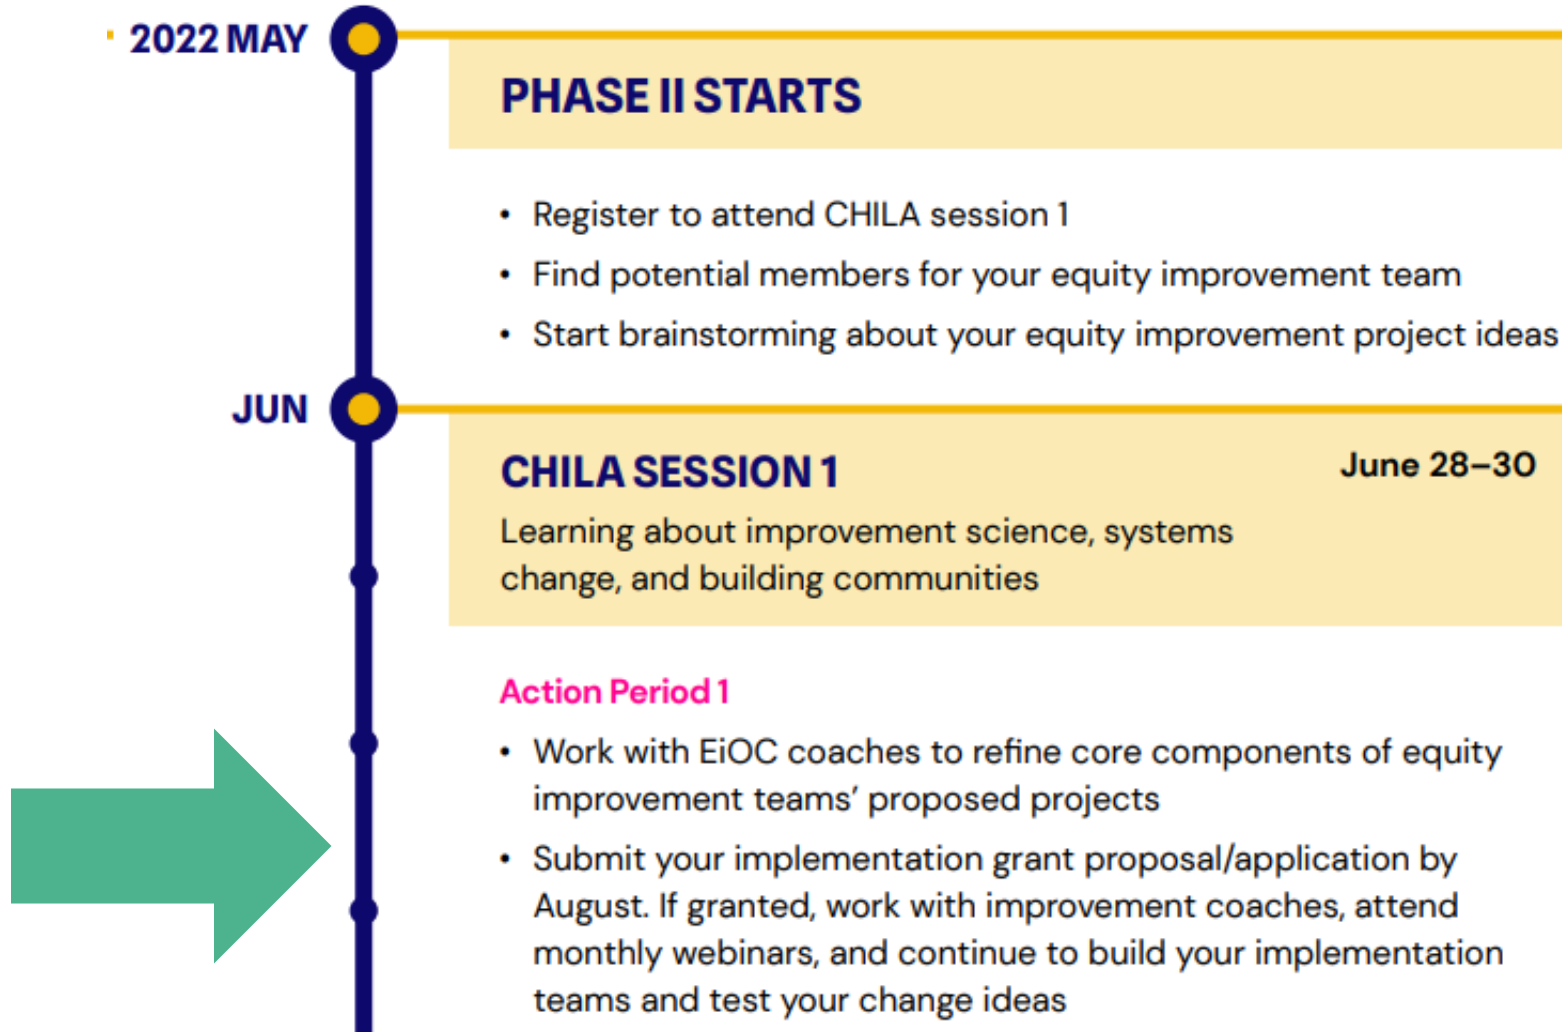 2022 MAY
PHASE II STARTS
• Register to attend CHILA session 1
• Find potential members for your equity improvement team
• Start brainstorming about your equity improvement project ideas
JUN
CHILA SESSION 1
June 28–30
Learning about improvement science, systems
change, and building communities
Action Period 1
• Work with EiOC coaches to refine core components of equity
improvement teams’ proposed projects
• Submit your implementation grant proposal/application by
August. If granted, work with improvement coaches, attend
monthly webinars, and continue to build your implementation
teams and test your change ideas